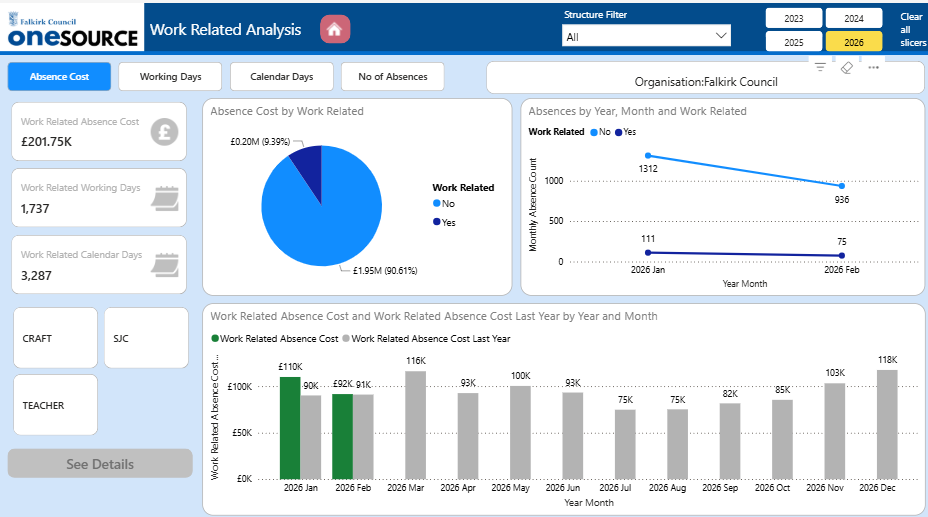 Falkirk Council
oneSOURCE
Work Related Analysis
Structure Filter
All
2023
2024
2025
2026
Clear
all
slicers
Absence Cost
Working Days
Calendar Days
No of Absences
Organisation:Falkirk Council
Work Related Absence Cost
£201.75K
£
Work Related Working Days
1,737
Work Related Calendar Days
3,287
CRAFT
SJC
TEACHER
See Details
Absence Cost by Work Related
£0.20M (9.39%)
£1.95M (90.61%)
Work Related
No
Yes
Absences by Year, Month and Work Related
Work Related No Yes
Monthly Absence Count
1000
500
0
1312
936
111
75
2026 Jan
2026 Feb
Year Month
Work Related Absence Cost and Work Related Absence Cost Last Year by Year and Month
Work Related Absence Cost Work Related Absence Cost Last Year
Work Related Absence Cost...
£100K
£50K
£0K
£110K
90K
£92K
91K
116K
93K
100K
93K
75K
75K
82K
85K
103K
118K
2026 Jan
2026 Feb
2026 Mar
2026 Apr
2026 May
2026 Jun
2026 Jul
2026 Aug
2026 Sep
2026 Oct
2026 Nov
2026 Dec
Year Month